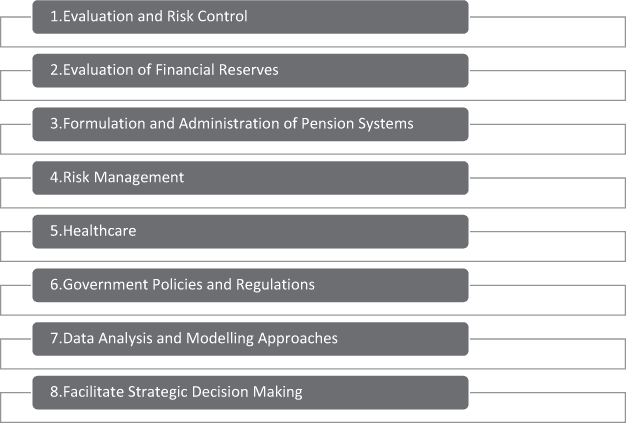 1.Evaluation and Risk Control
2.Evaluation of Financial Reserves
3.Formulation and Administration of Pension Systems
4.Risk Management
5.Healthcare
6.Government Policies and Regulations
7.Data Analysis and Modelling Approaches
8.Facilitate Strategic Decision Making